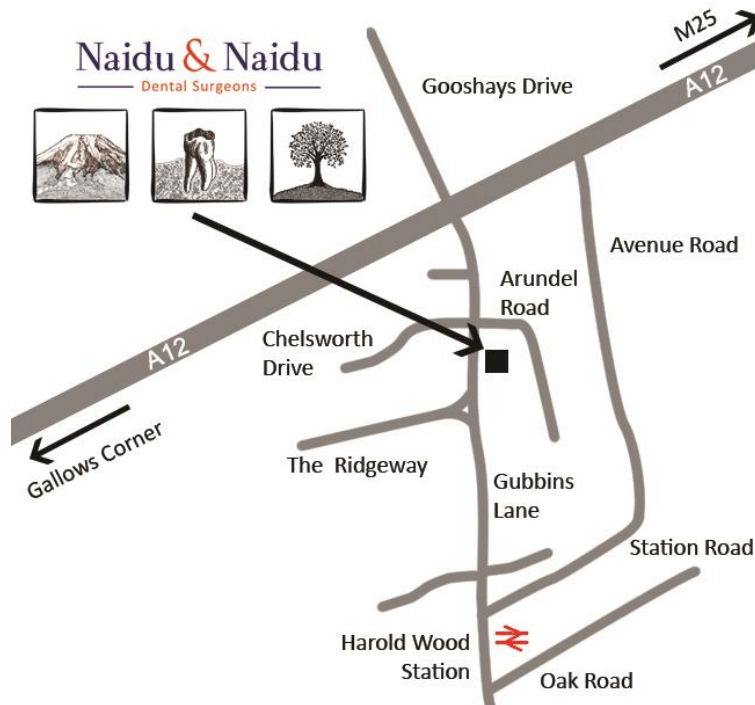 Naidu & Naidu
Dental Surgeons
M25
A12
Gooshays Drive
Avenue Road
Arundel
Road
Chelsworth
Drive
A12
Gallows Corner
The Ridgeway
Gubbins
Lane
Station Road
Harold Wood
Station
Oak Road